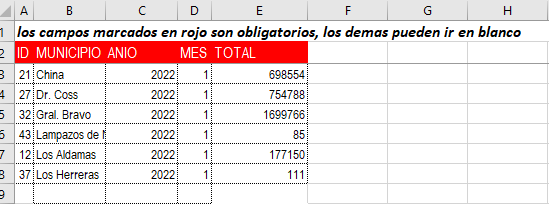 A B C D E F G H
1 los campos marcados en rojo son obligatorios, los demas pueden ir en blanco
2 ID MUNICIPIO ANIO MES TOTAL
3 21 China 2022 1 698554
4 27 Dr. Coss 2022 1 754788
5 32 Gral. Bravo 2022 1 1699766
6 43 Lampazos de 2022 1 85
7 12 Los Aldamas 2022 1 177150
8 37 Los Herreras 2022 1 111
9